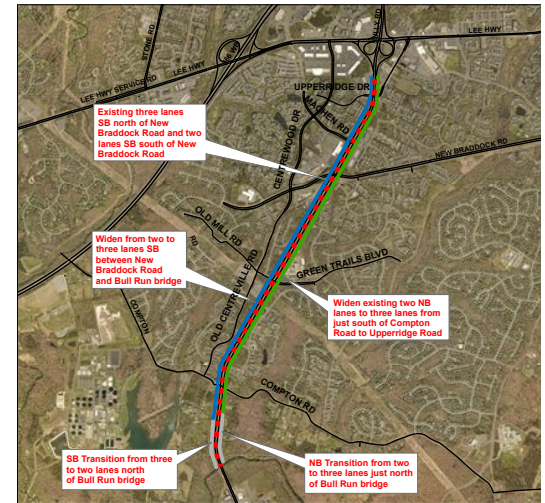 STONE RD
LEE HWY
LEE HWY
LEE HWY SERVICE RD
UPPERRIDGE DR
MACHEN RD
Existing three lanes
SB north of New
Braddock Road and two
lanes SB south of New
Braddock Road
CENTREWOOD DR
NEW BRADDOCK RD
OLD MILL RD
RD
Widen from two to
three lanes SB
between New
Braddock Road
and Bull Run bridge
GREEN TRAILS BLVD
OLD CENTREVILLE RD
Widen existing two NB
lanes to three lanes from
just south of Compton
Road to Upperridge Road
COMPTON
COMPTON RD
SB Transition from three
to two lanes north
of Bull Run bridge
NB Transition from two
to three lanes just north
of Bull Run bridge